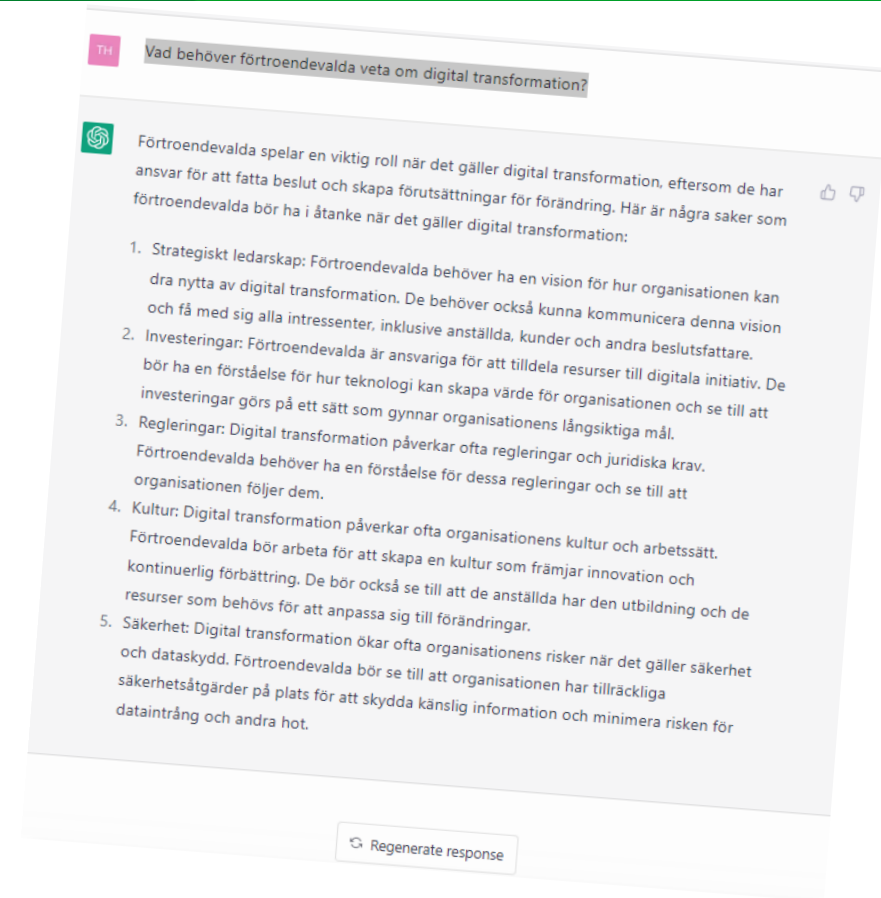 TH
Vad behöver förtroendevalda veta om digital transformation?
Förtroendevalda spelar en viktig roll när det gäller digital transformation, eftersom de har
ansvar för att fatta beslut och skapa förutsättningar för förändring. Här är några saker som
förtroendevalda bör ha i åtanke när det gäller digital transformation:
1. Strategiskt ledarskap: Förtroendevalda behöver ha en vision för hur organisationen kan
dra nytta av digital transformation. De behöver också kunna kommunicera denna vision
och få med sig alla intressenter, inklusive anställda, kunder och andra beslutsfattare.
2. Investeringar: Förtroendevalda är ansvariga för att tilldela resurser till digitala initiativ. De
bör ha en förståelse för hur teknologi kan skapa värde för organisationen och se till att
investeringar görs på ett sätt som gynnar organisationens långsiktiga mål.
3. Regleringar: Digital transformation påverkar ofta regleringar och juridiska krav.
Förtroendevalda behöver ha en förståelse för dessa regleringar och se till att
organisationen följer dem.
4. Kultur: Digital transformation påverkar ofta organisationens kultur och arbetssätt.
Förtroendevalda bör arbeta för att skapa en kultur som främjar innovation och
kontinuerlig förbättring. De bör också se till att de anställda har den utbildning och de
resurser som behövs för att anpassa sig till förändringar.
5. Säkerhet: Digital transformation ökar ofta organisationens risker när det gäller säkerhet
och dataskydd. Förtroendevalda bör se till att organisationen har tillräckliga
säkerhetsåtgärder på plats för att skydda känslig information och minimera risken för
dataintrång och andra hot.
Regenerate response